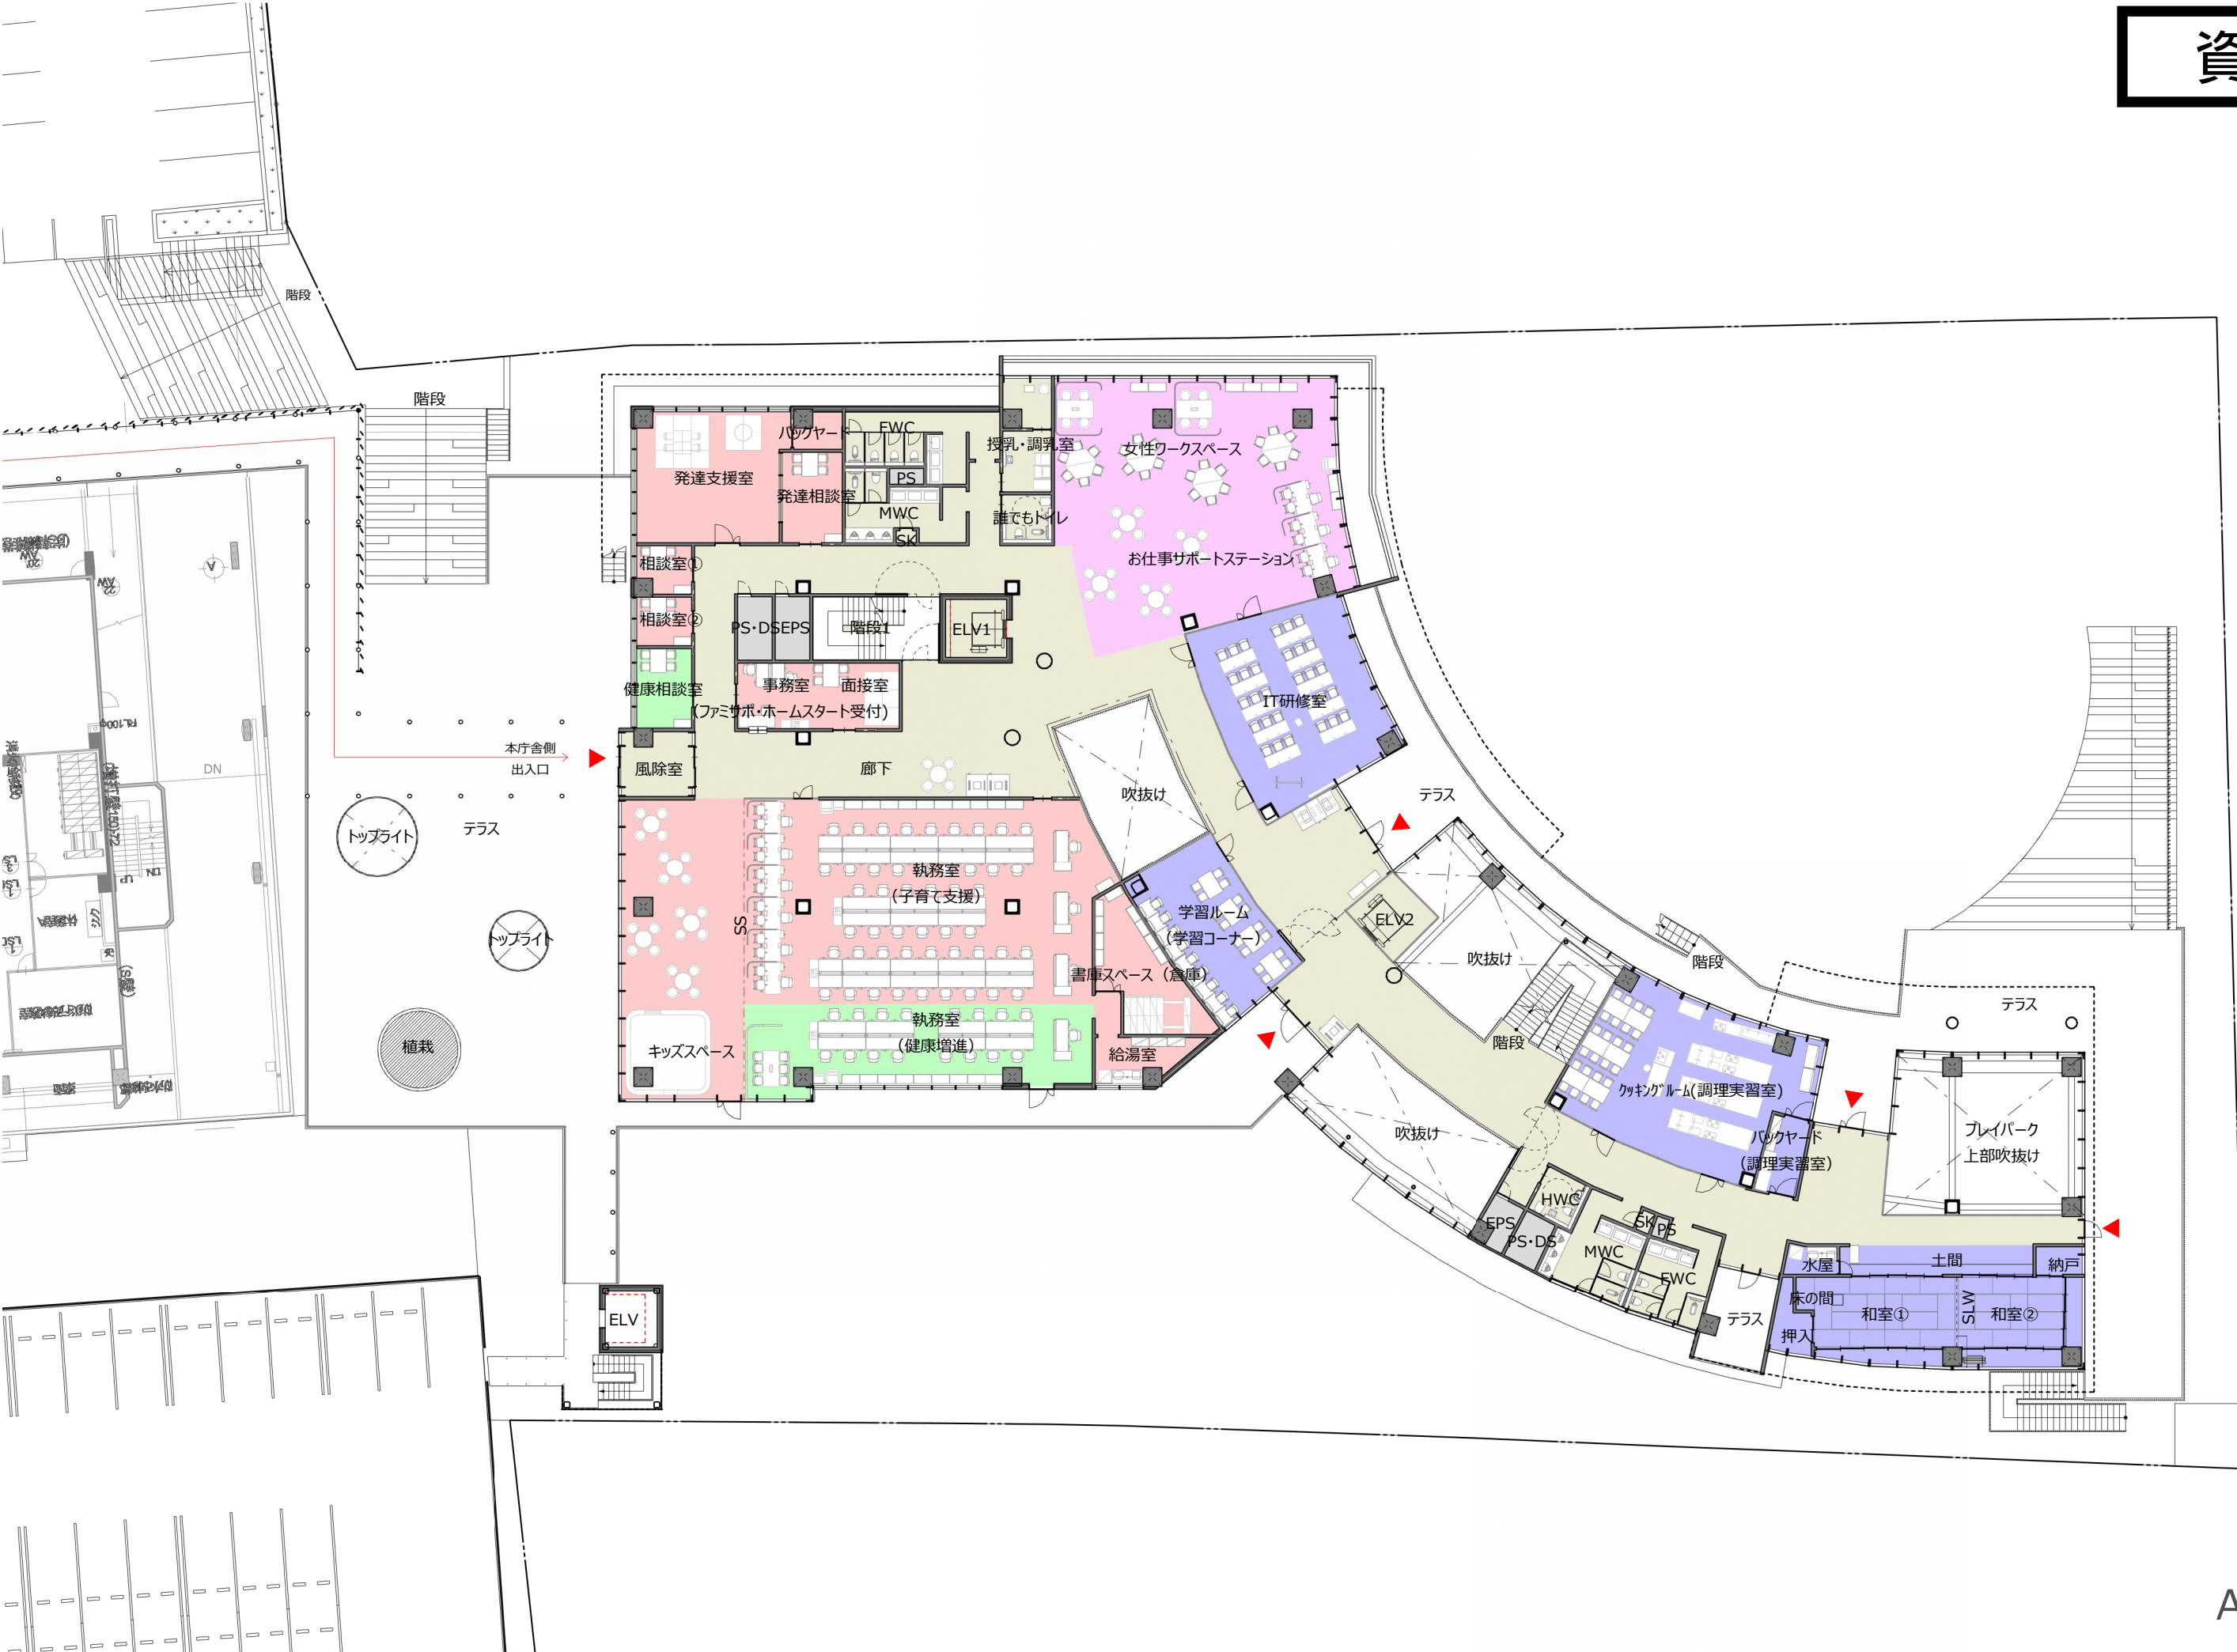 資
階段
階段
バックヤード
FWC
授乳・調乳室
女性ワークスペース
発達支援室
発達相談室
PS
MWC
誰でもトイレ
SK
お仕事サポートステーション
相談室①
相談室②
PS・DS
EPS
階段1
ELV1
健康相談室
事務室
面接室
(ファミサポ・ホームスタート受付)
IT研修室
本庁舎側
出入口
風除室
廊下
吹抜け
テラス
DN
トップライト
テラス
執務室
(子育て支援)
SS
学習ルーム
(学習コーナー)
ELV2
トップライト
吹抜け
階段
書庫スペース (倉庫)
テラス
植栽
キッズスペース
執務室
(健康増進)
給湯室
階段
クッキングルーム(調理実習室)
吹抜け
バックヤード
(調理実習室)
プレイパーク
上部吹抜け
HWC
EPS
PS・DS
SK
PS
MWC
FWC
水屋
土間
納戸
床の間
和室①
SLW
和室②
押入
テラス
ELV
DN
UP
A
A